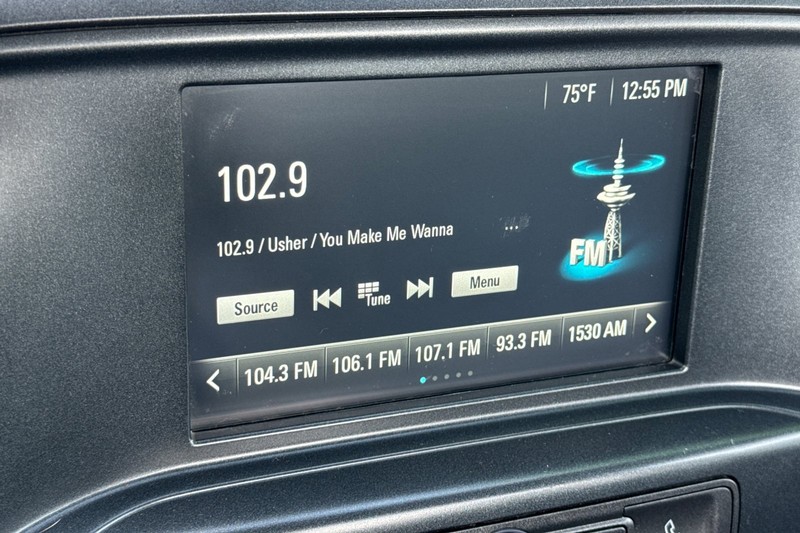 75°F 12:55 PM
102.9
102.9 / Usher / You Make Me Wanna
FM
Source Tune Menu
104.3 FM 106.1 FM 107.1 FM 93.3 FM 1530 AM